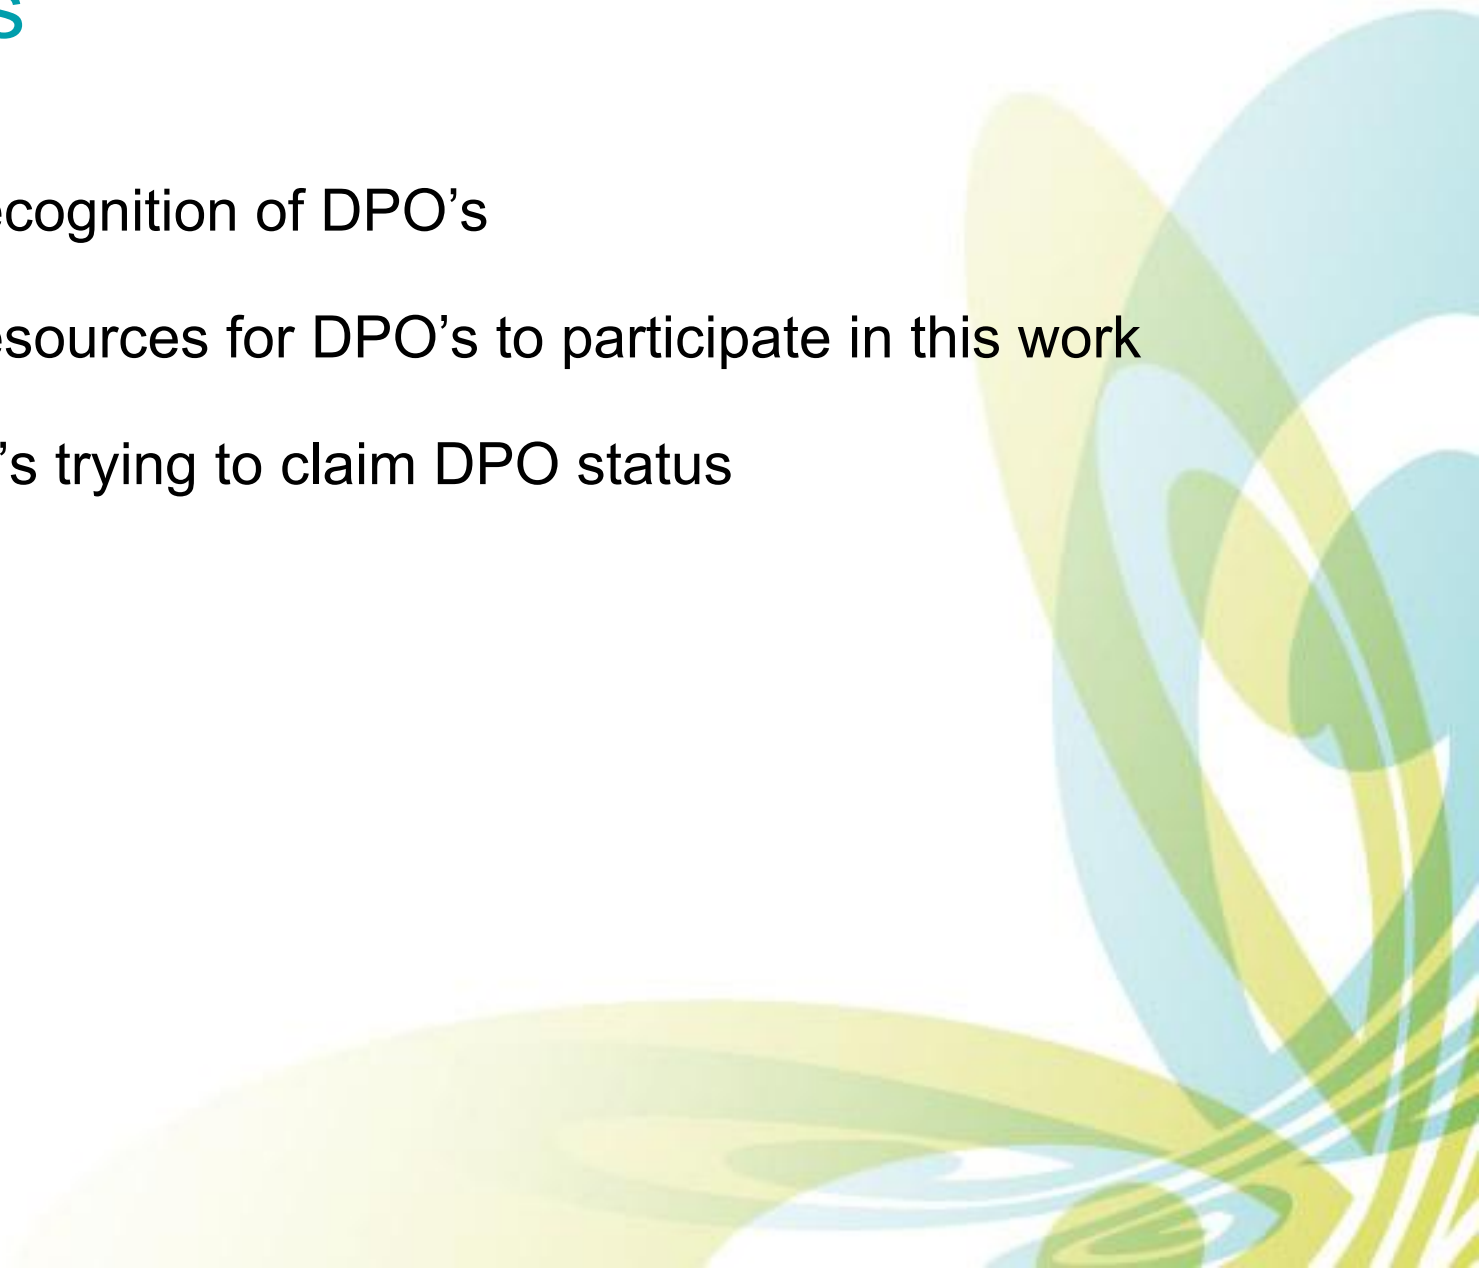 s
ecognition of DPO’s
esources for DPO’s to participate in this work
’s trying to claim DPO status